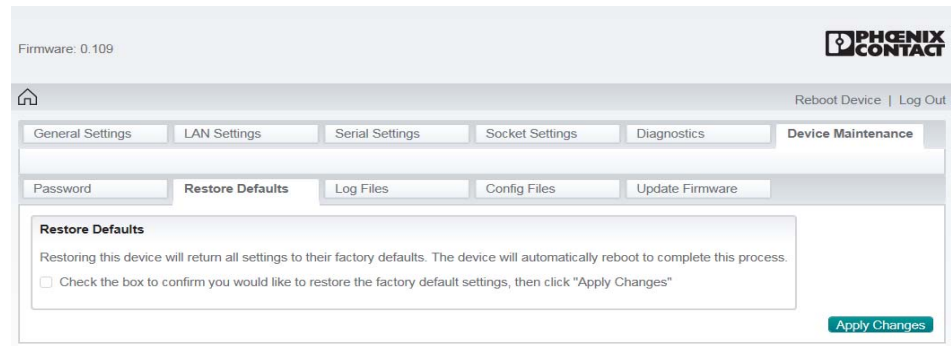 Firmware: 0.109
PHŒNIX
CONTACT
Reboot Device | Log Out
General Settings LAN Settings Serial Settings Socket Settings Diagnostics Device Maintenance
Password Restore Defaults Log Files Config Files Update Firmware
Restore Defaults
Restoring this device will return all settings to their factory defaults. The device will automatically reboot to complete this process.
Check the box to confirm you would like to restore the factory default settings, then click "Apply Changes"
Apply Changes